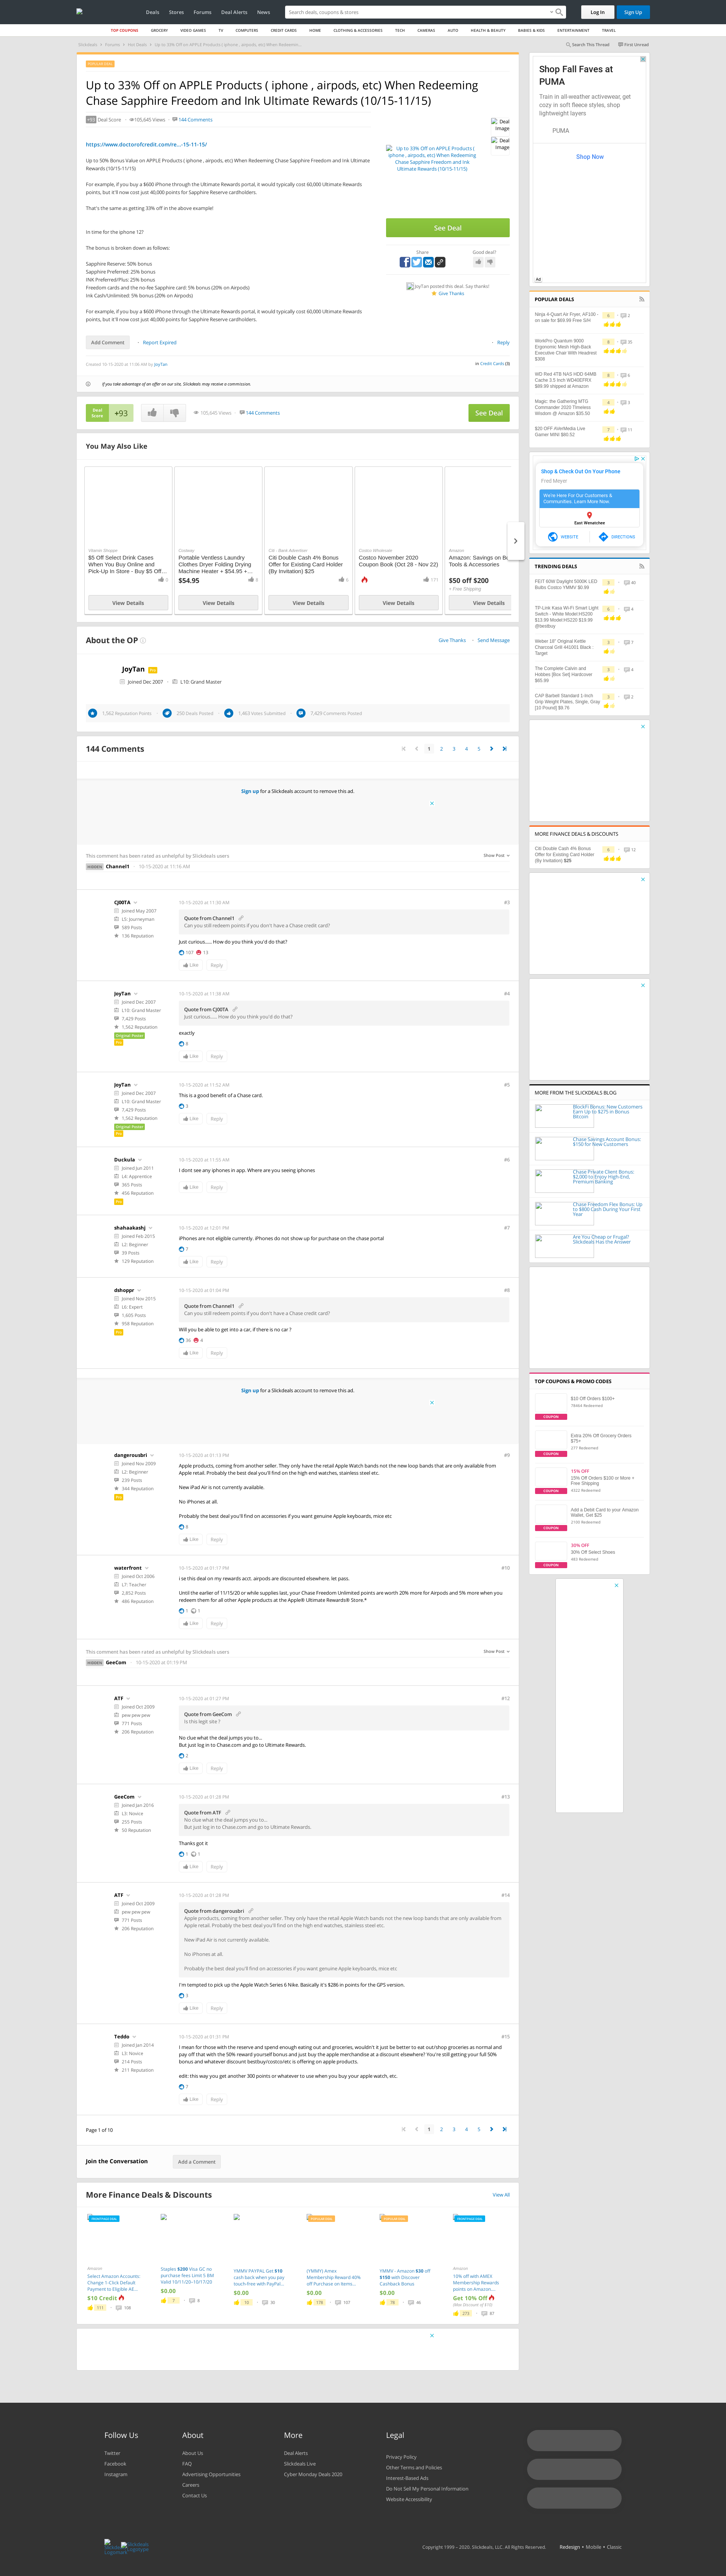 Deals Stores Forums Deal Alerts News
Search deals, coupons & stores
Log In Sign Up
TOP COUPONS GROCERY VIDEO GAMES TV COMPUTERS CREDIT CARDS HOME CLOTHING & ACCESSORIES TECH CAMERAS AUTO HEALTH & BEAUTY BABIES & KIDS ENTERTAINMENT TRAVEL
Slickdeals Forums Hot Deals Up to 33% Off on APPLE Products ( iphone , airpods, etc) When Redeemin...
Search This Thread First Unread
Up to 33% Off on APPLE Products ( iphone , airpods, etc) When Redeeming
Chase Sapphire Freedom and Ink Ultimate Rewards (10/15-11/15)
+93 Deal Score 105,645 Views 144 Comments
https://www.doctorofcredit.com/re...-15-11-15/
Up to 50% Bonus Value on APPLE Products ( iphone , airpods, etc) When Redeeming Chase Sapphire Freedom and Ink Ultimate
Rewards (10/15-11/15)
For example, if you buy a $600 iPhone through the Ultimate Rewards portal, it would typically cost 60,000 Ultimate Rewards
points, but it'll now cost just 40,000 points for Sapphire Reserve cardholders.
That's the same as getting 33% off in the above example!
In time for the iphone 12?
The bonus is broken down as follows:
Sapphire Reserve: 50% bonus
Sapphire Preferred: 25% bonus
INK Preferred/Plus: 25% bonus
Freedom cards and the no-fee Sapphire card: 5% bonus (20% on Airpods)
Ink Cash/Unlimited: 5% bonus (20% on Airpods)
For example, if you buy a $600 iPhone through the Ultimate Rewards portal, it would typically cost 60,000 Ultimate Rewards
points, but it'll now cost just 40,000 points for Sapphire Reserve cardholders.
Deal Image
Deal Image
Up to 33% Off on APPLE Products (
iphone , airpods, etc) When Redeeming
Chase Sapphire Freedom and Ink
Ultimate Rewards (10/15-11/15)
See Deal
Share Good deal?
JoyTan posted this deal. Say thanks!
Give Thanks
Add Comment Report Expired Reply
Created 10-15-2020 at 11:06 AM by JoyTan
in Credit Cards (3)
If you take advantage of an offer on our site, Slickdeals may receive a commission.
Deal Score +93 105,645 Views 144 Comments See Deal
You May Also Like
$5 Off Select Drink Cases
When You Buy Online and
Pick-Up In Store - Buy $5 Off...
2
View Details
Portable Ventless Laundry
Clothes Dryer Folding Drying
Machine Heater + $54.95 +...
$54.95
0
View Details
Citi - Bank Advertiser
Citi Double Cash 4% Bonus
Offer for Existing Card Holder
(By Invitation) $25
6
View Details
Costco Wholesale
Costco November 2020
Coupon Book (Oct 28 - Nov 22)
177
View Details
Amazon
Amazon: Savings on Bo
Tools & Accessories
$50 off $200
+ Free Shipping
View Details
About the OP
Give Thanks Send Message
JoyTan Pro
Joined Dec 2007 L10: Grand Master
1,562 Reputation Points 250 Deals Posted 1,463 Votes Submitted 7,429 Comments Posted
144 Comments
1 2 3 4 5
Sign up for a Slickdeals account to remove this ad.
This comment has been rated as unhelpful by Slickdeals users
Show Post
Channel1 10-15-2020 at 11:16 AM
CJ00TA 10-15-2020 at 11:30 AM #3
Joined May 2007
L5: Journeyman
589 Posts
136 Reputation
Quote from Channel1
Can you still redeem points if you don't have a Chase credit card?
Just curious...... How do you think you'd do that?
107 13
Like Reply
JoyTan 10-15-2020 at 11:38 AM #4
Joined Dec 2007
L10: Grand Master
7,429 Posts
1,562 Reputation
Original Poster
Pro
Quote from CJ00TA
Just curious...... How do you think you'd do that?
exactly
8
Like Reply
JoyTan 10-15-2020 at 11:52 AM #5
Joined Dec 2007
L10: Grand Master
7,429 Posts
1,562 Reputation
Original Poster
Pro
This is a good benefit of a Chase card.
3
Like Reply
Duckula 10-15-2020 at 11:55 AM #6
Joined Jun 2011
L4: Apprentice
365 Posts
456 Reputation
Pro
I dont see any iphones in app. Where are you seeing iphones
Like Reply
shahaakashj 10-15-2020 at 12:01 PM #7
Joined Feb 2015
L2: Beginner
39 Posts
129 Reputation
iPhones are not eligible currently. iPhones do not show up for purchase on the chase portal
7
Like Reply
dshoppr 10-15-2020 at 01:04 PM #8
Joined Nov 2015
L6: Expert
1,605 Posts
958 Reputation
Pro
Quote from Channel1
Can you still redeem points if you don't have a Chase credit card?
Will you be able to get into a car, if there is no car ?
36 4
Like Reply
Sign up for a Slickdeals account to remove this ad.
dangerousbri 10-15-2020 at 01:13 PM #9
Joined Nov 2009
L2: Beginner
239 Posts
344 Reputation
Pro
Apple products, coming from another seller. They only have the retail Apple Watch bands not the new loop bands that are only available from
Apple retail. Probably the best deal you'll find on the high end watches, stainless steel etc.
New iPad Air is not currently available.
No iPhones at all.
Probably the best deal you'll find on accessories if you want genuine Apple keyboards, mice etc
8
Like Reply
waterfront 10-15-2020 at 01:17 PM #10
Joined Oct 2006
L7: Teacher
2,852 Posts
486 Reputation
i se this deal on my rewards acct. airpods are discounted elsewhere. let pass.
Until the earlier of 11/15/20 or while supplies last, your Chase Freedom Unlimited points are worth 20% more for Airpods and 5% more when you
redeem them for all other Apple products at the Apple® Ultimate Rewards® Store.*
1 1
Like Reply
This comment has been rated as unhelpful by Slickdeals users
Show Post
GeeCom 10-15-2020 at 01:19 PM
ATF 10-15-2020 at 01:27 PM #12
Joined Oct 2009
pew pew pew
771 Posts
206 Reputation
Quote from GeeCom
Is this legit site ?
No clue what the deal jumps you to...
But just log in to Chase.com and go to Ultimate Rewards.
2
Like Reply
GeeCom 10-15-2020 at 01:28 PM #13
Joined Jan 2016
L3: Novice
255 Posts
50 Reputation
Quote from ATF
No clue what the deal jumps you to...
But just log in to Chase.com and go to Ultimate Rewards.
Thanks got it
1 1
Like Reply
ATF 10-15-2020 at 01:28 PM #14
Joined Oct 2009
pew pew pew
771 Posts
206 Reputation
Quote from dangerousbri
Apple products, coming from another seller. They only have the retail Apple Watch bands not the new loop bands that are only available from
Apple retail. Probably the best deal you'll find on the high end watches, stainless steel etc.
New iPad Air is not currently available.
No iPhones at all.
Probably the best deal you'll find on accessories if you want genuine Apple keyboards, mice etc
I'm tempted to pick up the Apple Watch Series 6 Nike, Basically it's $286 in points for the GPS version.
3
Like Reply
Teddo 10-15-2020 at 01:31 PM #15
Joined Jan 2014
L3: Novice
214 Posts
211 Reputation
I mean for those with the reserve and spend enough eating out and groceries, wouldn't it just be better to eat out/shop groceries as normal and
pay that off with the 50% reward yourself bonus and just buy the apple merchandise at a discount elsewhere? You're still getting your full 50%
bonus and whatever discount bestbuy/costco/etc is offering on apple products.
edit: this way you get another 300 points or whatever to use when you buy your apple watch, etc.
7
Like Reply
Page 1 of 10
1 2 3 4 5
Join the Conversation Add a Comment
More Finance Deals & Discounts View All
Amazon
Select Amazon Accounts:
Change 1-Click Default
Payment to Eligible AE...
$10 Credit
111 108
Staples $200 Visa GC no
purchase fees Limit 5 BM
Valid 10/11/20-10/17/20
$0.00
7 8
YMMV PAYPAL Get $10
cash back when you pay
touch-free with PayPal...
$0.00
10 30
(YMMV) Amex
Membership Reward 40%
off Purchase on Items...
$0.00
178 107
YMMV - Amazon $30 off
$150 with Discover
Cashback Bonus
$0.00
78 66
Amazon
10% off with AMEX
Membership Rewards
points on Amazon...
Get 10% Off
273 87
Shop Fall Faves at
PUMA
Train in all-weather activewear, get
cozy in soft fleece styles, shop
lightweight layers
PUMA
Shop Now
Ad
POPULAR DEALS
Ninja 4-Quart Air Fryer, AF100 -
on sale for $69.99 Free S/H
WorkPro Quantum 9000
Ergonomic Mesh High-Back
Executive Chair With Headrest
$308
WD Red 4TB NAS HDD 64MB
Cache 3.5 Inch WD40EFRX
$88.99 shipped at Amazon
Magic: the Gathering MTG
Commander 2020 Timeless
Wisdom @ Amazon $35.50
$20 OFF AVerMedia Live
Gamer MINI $80.52
Shop & Check Out On Your Phone
Fred Meyer
We're Here For Our Customers &
Communities. Learn More Now.
East Wenatchee
WEBSITE DIRECTIONS
TRENDING DEALS
FEIT 60W Daylight 5000K LED
Bulbs Costco YMMV $0.99
TP-Link Kasa Wi-Fi Smart Light
Switch - White Model:HS200
$13.99 Model:HS220 $19.99
@bestbuy
Weber 18" Original Kettle
Charcoal Grill 441001 Black :
Target
The Complete Calvin and
Hobbes [Box Set] Hardcover
$65.89
CAP Barbell Standard 1-Inch
Grip Weight Plates, Single, Gray
[10 Pound] $9.76
MORE FINANCE DEALS & DISCOUNTS
Citi Double Cash 4% Bonus
Offer for Existing Card Holder
(By Invitation) $25
MORE FROM THE SLICKDEALS BLOG
BlockFi Bonus: New Customers
Earn Up to $275 in Bonus
Bitcoin
Chase Savings Account Bonus:
$150 for New Customers
Chase Private Client Bonus:
$2,000 to Enjoy High-End,
Premium Banking
Chase Freedom Flex Bonus: Up
to $800 Cash During Your First
Year
Are You Cheap or Frugal?
Slickdeals Has the Answer
TOP COUPONS & PROMO CODES
$10 Off Orders $100+
COUPON
Extra 20% Off Grocery Orders
$75+
277 Redeemed
COUPON
15% OFF
15% Off Orders $100 or More +
Free Shipping
COUPON
Add a Debit Card to your Amazon
Wallet, Get $25
COUPON
30% OFF
30% Off Select Shoes
COUPON
Follow Us
Twitter
Facebook
Instagram
About
About Us
FAQ
Advertising Opportunities
Careers
Contact Us
More
Deal Alerts
Slickdeals Live
Cyber Monday Deals 2020
Legal
Privacy Policy
Other Terms and Policies
Interest-Based Ads
Do Not Sell My Personal Information
Website Accessibility
Copyright 1999 - 2020. Slickdeals, LLC. All Rights Reserved. Redesign • Mobile • Classic